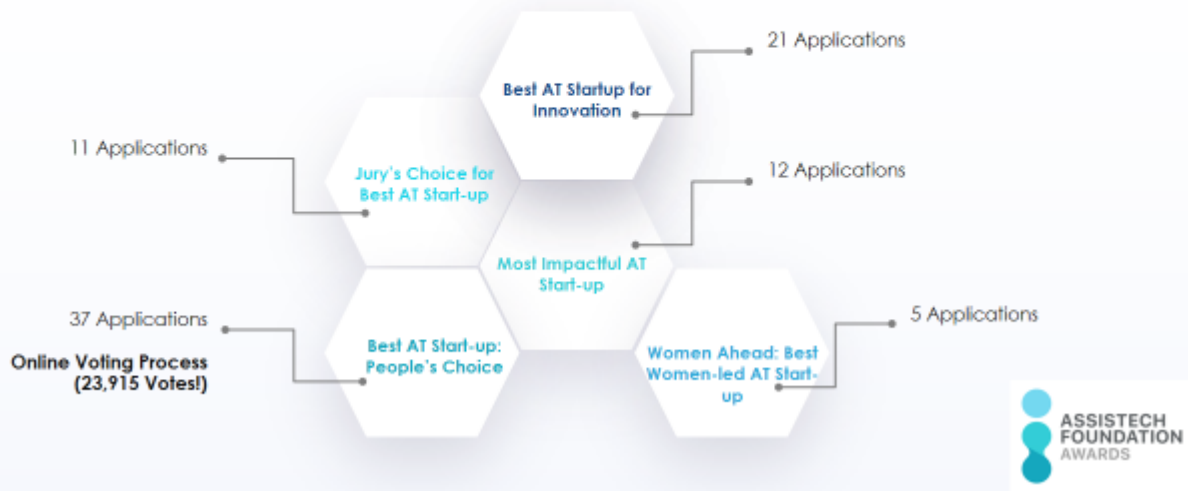 21 Applications
Best AT Startup for
Innovation
11 Applications
Jury's Choice for
Best AT Start-up
12 Applications
Most Impactful AT
Start-up
37 Applications
Online Voting Process
(23,915 Votes!)
Best AT Start-up:
People's Choice
5 Applications
Women Ahead: Best
Women-led AT Start-
up
ASSISTECH
FOUNDATION
AWARDS